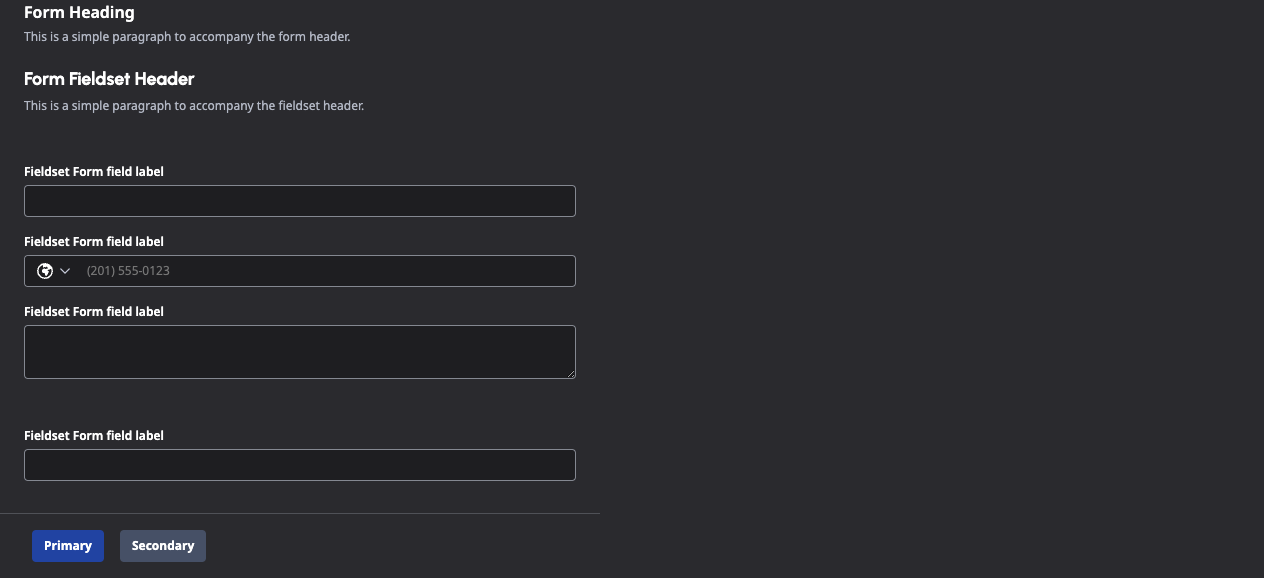 Form Heading
This is a simple paragraph to accompany the form header.
Form Fieldset Header
This is a simple paragraph to accompany the fieldset header.
Fieldset Form field label
Fieldset Form field label
(201) 555-0123
Fieldset Form field label
Fieldset Form field label
Primary
Secondary